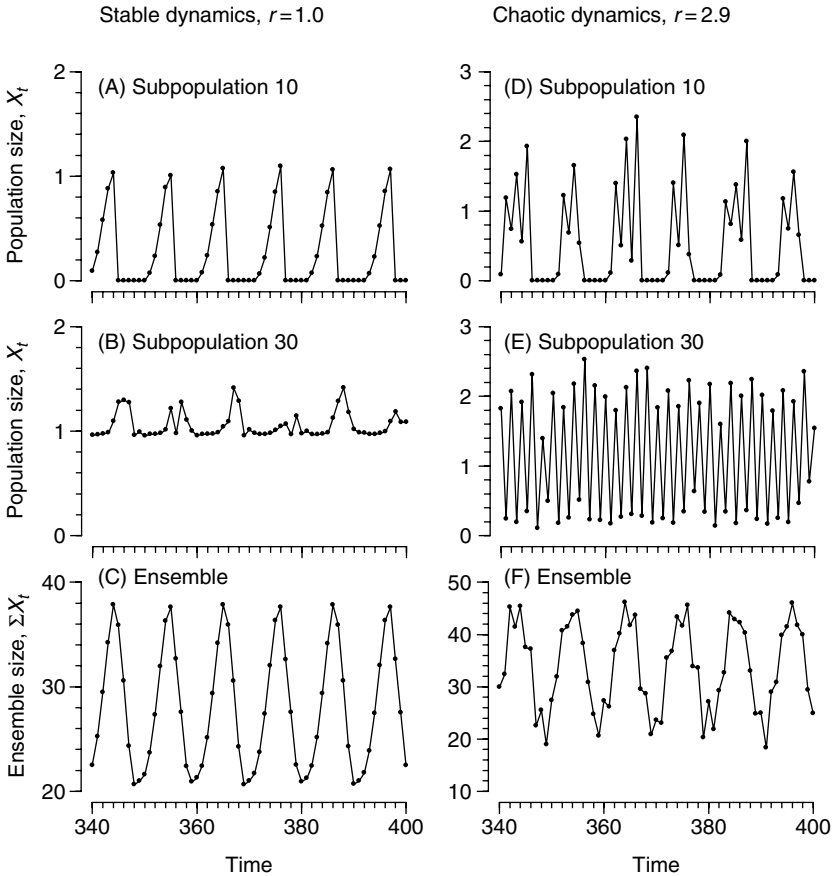 Stable dynamics, r=1.0
Chaotic dynamics, r=2.9
Population size, Xt
(A) Subpopulation 10
2
1
0
(D) Subpopulation 10
3
2
1
0
Population size, Xt
(B) Subpopulation 30
2
1
0
(E) Subpopulation 30
3
2
1
0
Ensemble size, ΣXt
(C) Ensemble
40
30
20
340 360 380 400
Time
(F) Ensemble
50
40
30
20
10
340 360 380 400
Time